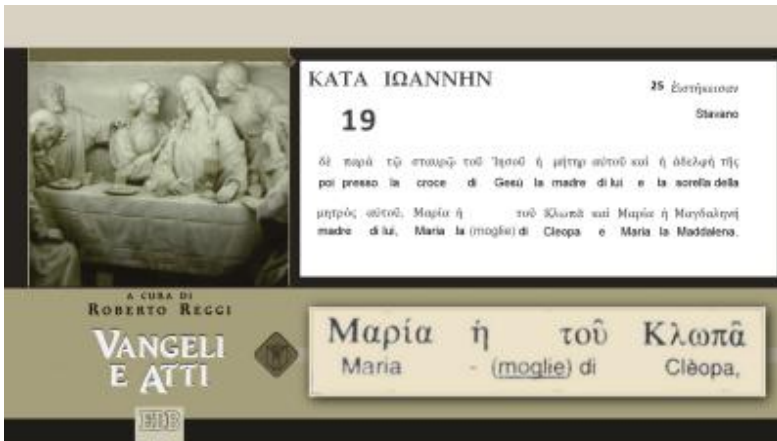 ΚΑΤΑ ΙΩΑΝΝΗΝ
19
25 Εἱστήκεισαν
Stavano
δὲ παρὰ τῷ σταυρῷ τοῦ Ἰησοῦ ἡ μήτηρ αὐτοῦ καὶ ἡ ἀδελφὴ τῆς
poi presso la croce di Gesù la madre di lui e la sorella della
μητρὸς αὐτοῦ, Μαρία ἡ τοῦ Κλωπᾶ καὶ Μαρία ἡ Μαγδαληνή
madre di lui, Maria la (moglie) di Cleopa e Maria la Maddalena.
A CURA DI
ROBERTO REGGI
VANGELI
E ATTI
EDB
Μαρία ἡ τοῦ Κλωπᾶ
Maria - (moglie) di Clèopa,